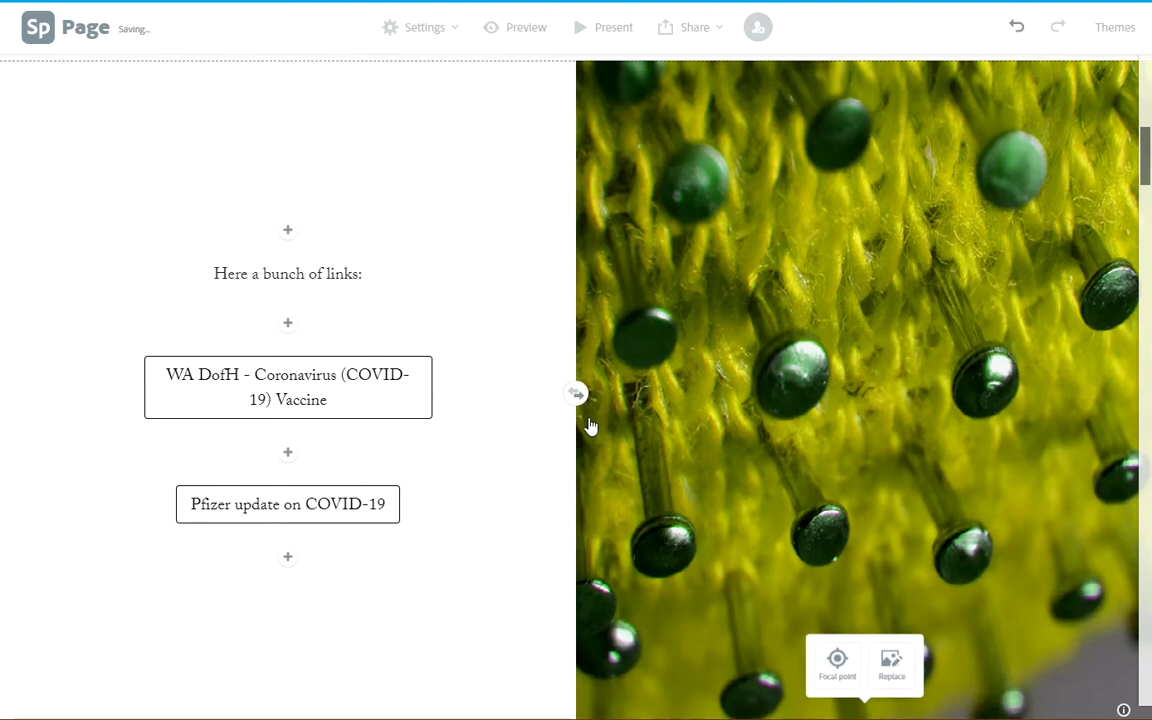 Sp Page Saving... Settings Preview Present Share Themes
Here a bunch of links:
WA DofH - Coronavirus (COVID-
19) Vaccine
Pfizer update on COVID-19
Focal point Replace